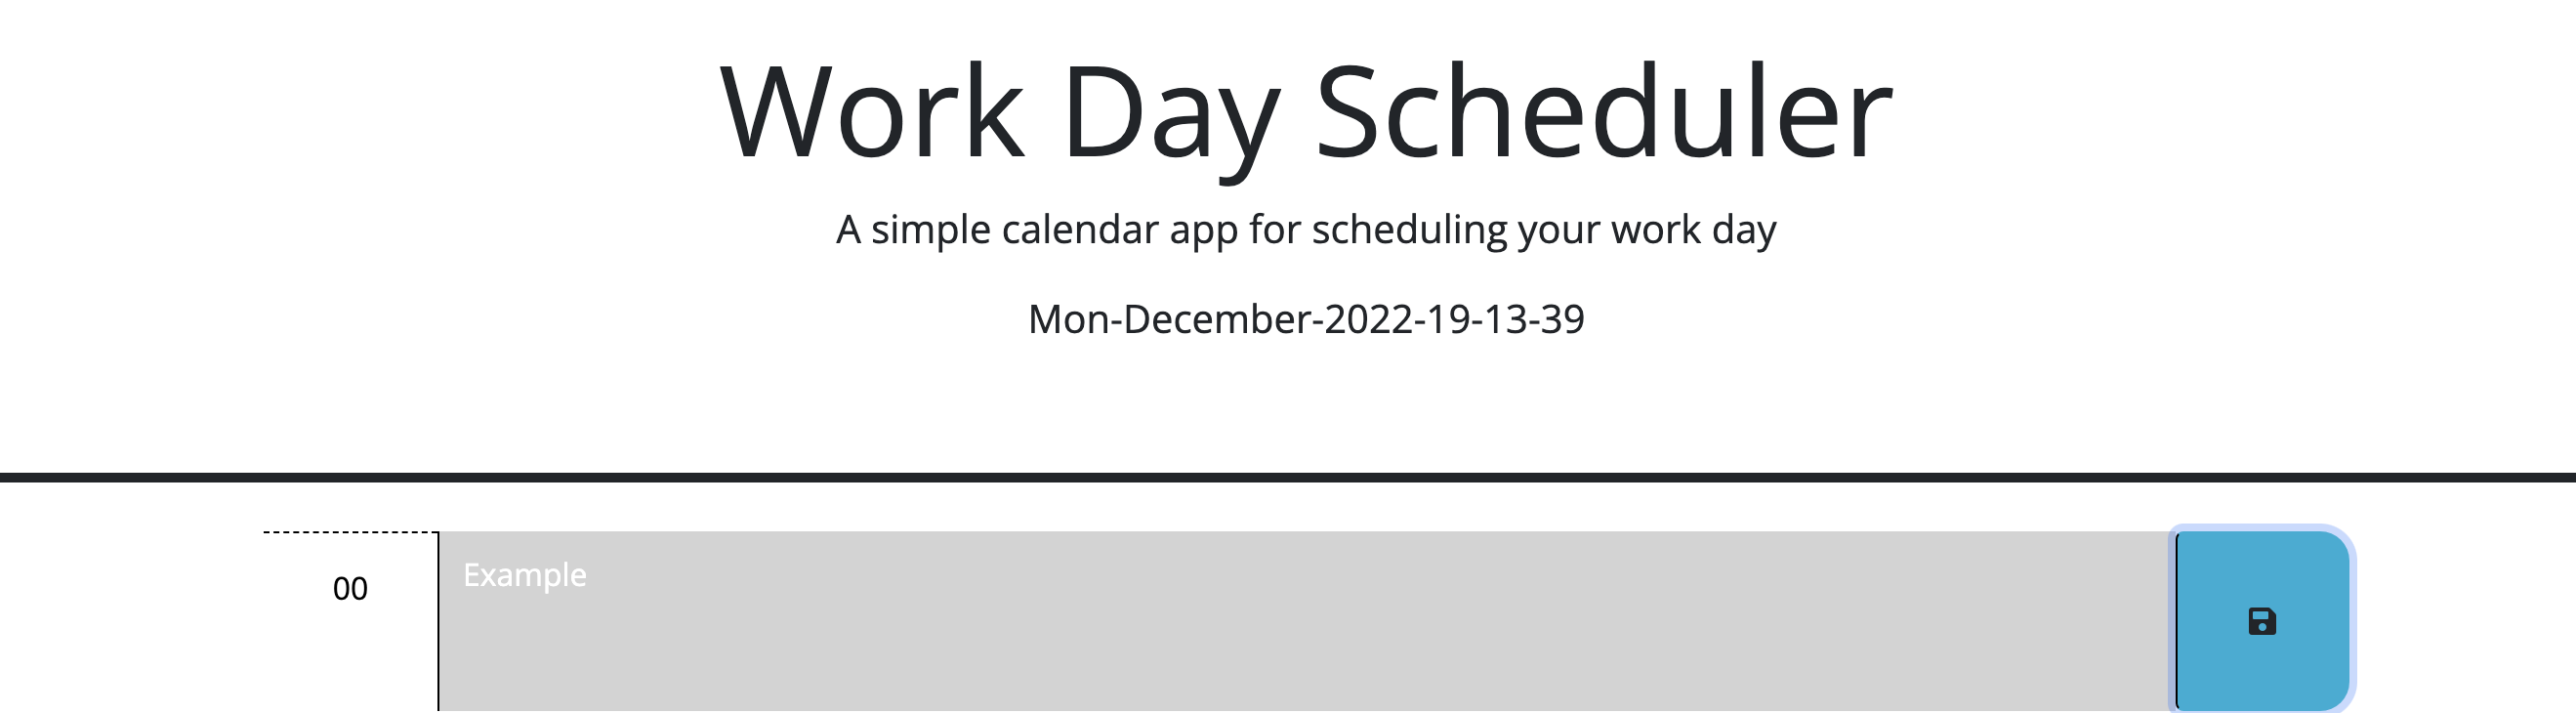 Work Day Scheduler
A simple calendar app for scheduling your work day
Mon-December-2022-19-13-39
00
Example